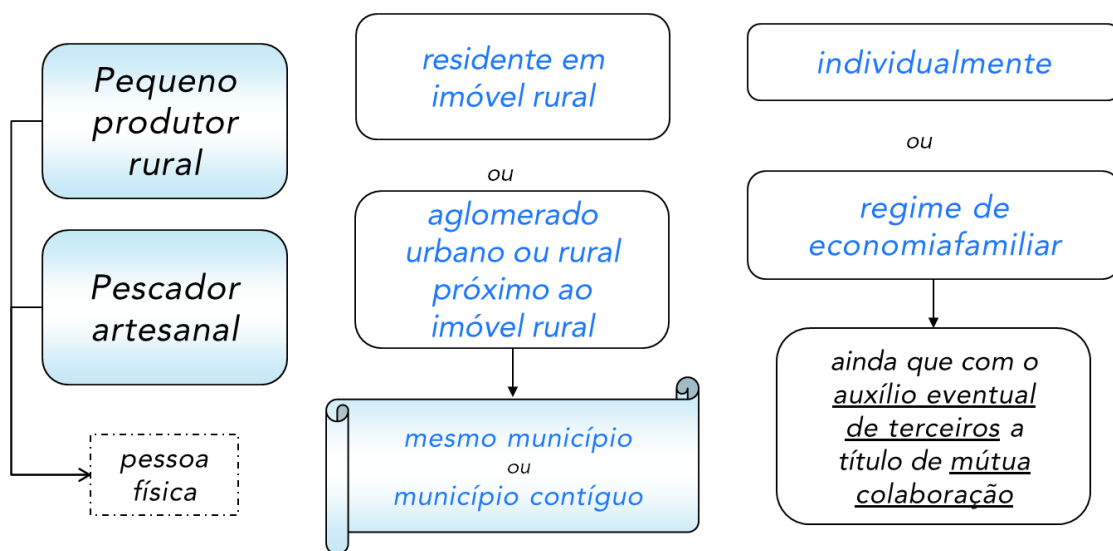 Pequeno
produtor
rural
Pescador
artesanal
pessoa
física
residente em
imóvel rural
ou
aglomerado
urbano ou rural
próximo ao
imóvel rural
mesmo município
ou
município contíguo
individualmente
ou
regime de
economiafamiliar
ainda que com o
auxílio eventual
de terceiros a
título de mútua
colaboração